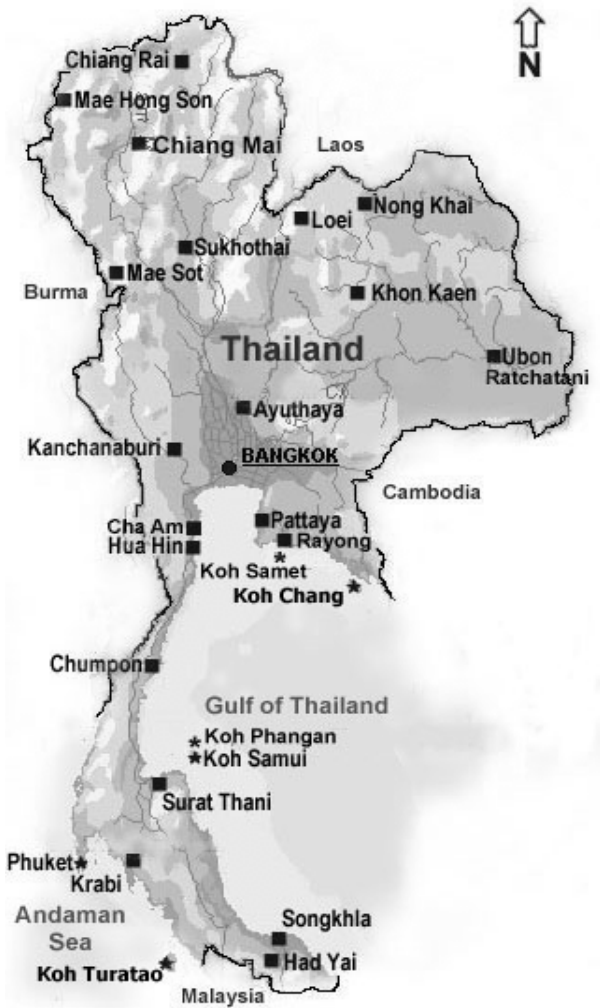 N
Chiang Rai
Mae Hong Son
Chiang Mai
Laos
Nong Khai
Loei
Sukhothai
Mae Sot
Burma
Khon Kaen
Thailand
Ubon
Ratchatani
Ayuthaya
Kanchanaburi
BANGKOK
Cambodia
Cha Am
Pattaya
Hua Hin
Rayong
Koh Samet
Koh Chang
Chumpon
Gulf of Thailand
Koh Phangan
Koh Samui
Surat Thani
Phuket
Krabi
Andaman
Sea
Songkhla
Had Yai
Koh Turatao
Malaysia